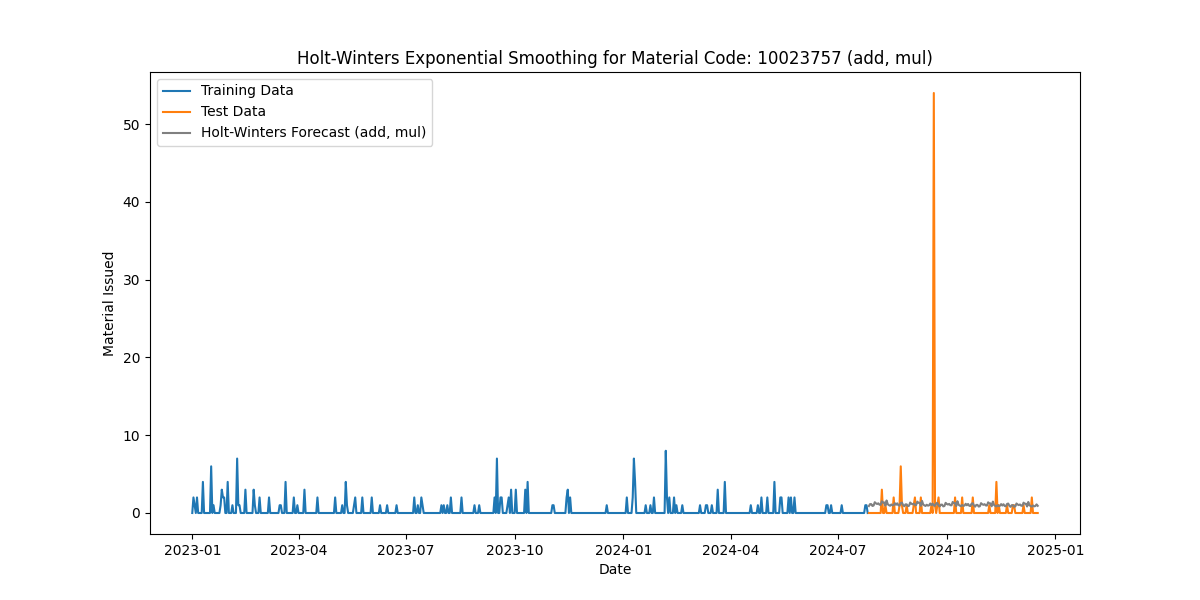 Holt-Winters Exponential Smoothing for Material Code: 10023757 (add, mul)
Training Data
Test Data
Holt-Winters Forecast (add, mul)
Material Issued
50
40
30
20
10
0
2023-01 2023-04 2023-07 2023-10 2024-01 2024-04 2024-07 2024-10 2025-01
Date